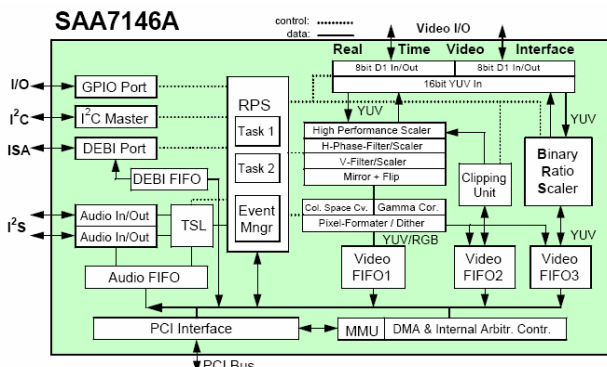 SAA7146A
control:
data:
Video I/O
Real Time Video Interface
8bit D1 In/Out 8bit D1 In/Out
16bit YUV In
I/O
GPIO Port
I²C
I²C Master
ISA
DEBI Port
DEBI FIFO
I²S
Audio In/Out
Audio In/Out
TSL
Audio FIFO
RPS
Task 1
Task 2
Event
Mngr
YUV
YUV
High Performance Scaler
H-Phase-Filter/Scaler
V-Filter/Scaler
Mirror + Flip
Col. Space Cv. Gamma Cor.
Pixel-Formater / Dither
YUV/RGB
Clipping
Unit
Binary
Ratio
Scaler
YUV
Video
FIFO1
Video
FIFO2
Video
FIFO3
PCI Interface
MMU
DMA & Internal Arbitr. Contr.
PCI Bus